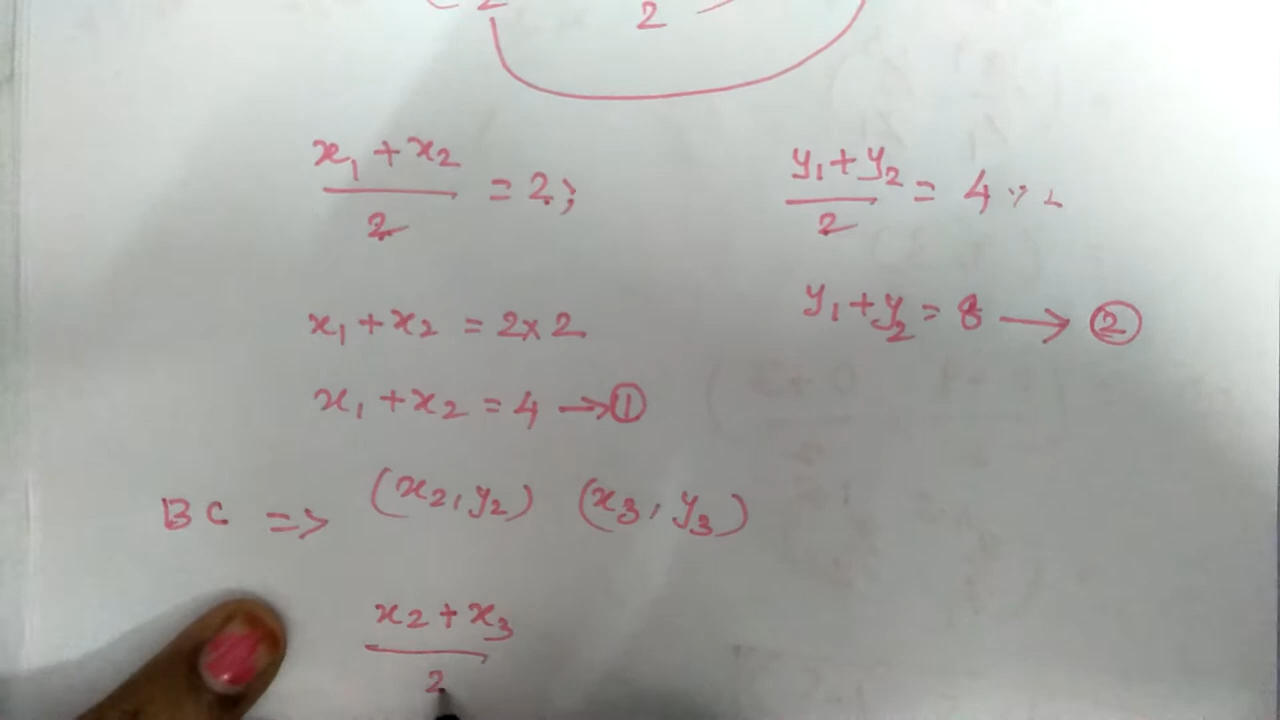 2
x₁ + x₂ / 2 = 2;
y₁ + y₂ / 2 = 4
x₁ + x₂ = 2 × 2
y₁ + y₂ = 8 → ②
x₁ + x₂ = 4 → ①
BC => (x₂, y₂) (x₃, y₃)
x₂ + x₃ / 2